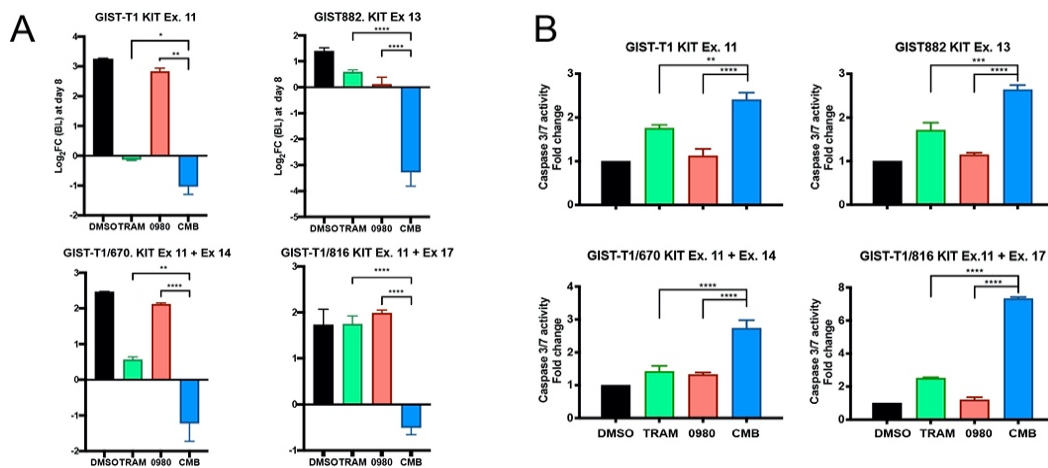 A
GIST-T1 KIT Ex. 11
Log2FC (BL) at day 8
4
3
2
1
0
-1
-2
*
**
DMSO TRAM 0980 CMB
GIST882. KIT Ex 13
Log2FC (BL) at day 8
2
1
0
-1
-2
-3
-4
-5
****
****
DMSO TRAM 0980 CMB
GIST-T1/670. KIT Ex 11 + Ex 14
3
2
1
0
-1
-2
**
****
DMSO TRAM 0980 CMB
GIST-T1/816 KIT Ex. 11 + Ex 17
3
2
1
0
-1
****
****
DMSO TRAM 0980 CMB
B
GIST-T1 KIT Ex. 11
Caspase 3/7 activity
Fold change
3
2
1
0
**
****
GIST882 KIT Ex. 13
Caspase 3/7 activity
Fold change
3
2
1
0
***
****
GIST-T1/670 KIT Ex. 11 + Ex. 14
Caspase 3/7 activity
Fold change
4
3
2
1
0
****
****
DMSO TRAM 0980 CMB
GIST-T1/816 KIT Ex.11 + Ex. 17
Caspase 3/7 activity
Fold change
8
6
4
2
0
****
****
DMSO TRAM 0980 CMB